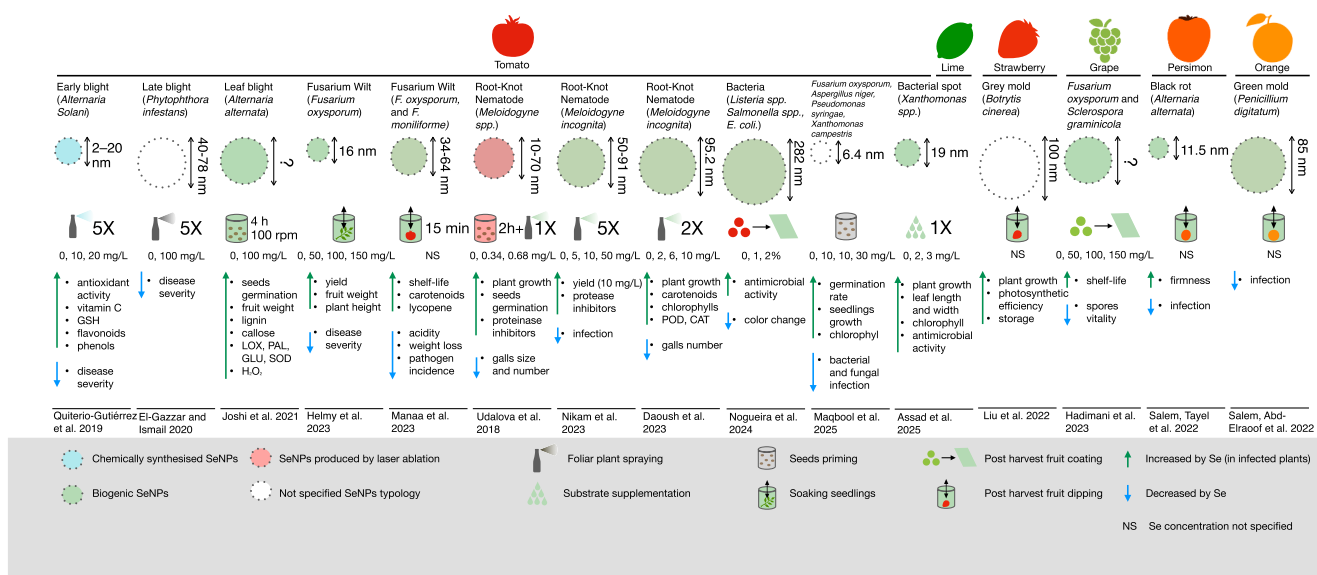 Tomato
Lime
Strawberry
Grape
Persimon
Orange
Early blight
(Alternaria
Solani)
2–20
nm
5X
0, 10, 20 mg/L
antioxidant
activity
vitamin C
GSH
flavonoids
phenols
disease
severity
Quiterio-Gutiérrez
et al. 2019
Late blight
(Phytophthora
infestans)
40-78 nm
5X
0, 100 mg/L
disease
severity
El-Gazzar and
Ismail 2020
Leaf blight
(Alternaria
alternata)
?
4 h
100 rpm
0, 100 mg/L
seeds
germination
fruit weight
lignin
callose
LOX, PAL,
GLU, SOD
H₂O₂
Joshi et al. 2021
Fusarium Wilt
(Fusarium
oxysporum)
16 nm
0, 50, 100, 150 mg/L
yield
fruit weight
plant height
disease
severity
Helmy et al.
2023
Fusarium Wilt
(F. oxysporum,
and F.
moniliforme)
34-64 nm
15 min
NS
shelf-life
carotenoids
lycopene
acidity
weight loss
pathogen
incidence
Manaa et al.
2023
Root-Knot
Nematode
(Meloidogyne
spp.)
10-70 nm
2h+
1X
0, 0.34, 0.68 mg/L
plant growth
seeds
germination
proteinase
inhibitors
galls size
and number
Udalova et al.
2018
Root-Knot
Nematode
(Meloidogyne
incognita)
50-91 nm
5X
0, 5, 10, 50 mg/L
yield (10 mg/L)
protease
inhibitors
infection
Nikam et al.
2023
Root-Knot
Nematode
(Meloidogyne
incognita)
95.2 nm
2X
0, 2, 6, 10 mg/L
plant growth
carotenoids
chlorophylls
POD, CAT
galls number
Daoush et al.
2023
Bacteria
(Listeria spp.
Salmonella spp.,
E. coli.)
282 nm
0, 1, 2%
antimicrobial
activity
color change
Nogueira et al.
2024
Fusarium oxysporum,
Aspergillus niger,
Pseudomonas
syringae,
Xanthomonas
campestris
6.4 nm
0, 10, 10, 30 mg/L
germination
rate
seedlings
growth
chlorophyl
bacterial
and fungal
infection
Maqbool et al.
2025
Bacterial spot
(Xanthomonas
spp.)
19 nm
1X
0, 2, 3 mg/L
plant growth
leaf length
and width
chlorophyll
antimicrobial
activity
Assad et al.
2025
Grey mold
(Botrytis
cinerea)
100 nm
NS
plant growth
photosynthetic
efficiency
storage
Liu et al. 2022
Fusarium
oxysporum and
Sclerospora
graminicola
?
0, 50, 100, 150 mg/L
shelf-life
spores
vitality
Hadimani et al.
2023
Black rot
(Alternaria
alternata)
11.5 nm
NS
firmness
infection
Salem, Tayel
et al. 2022
Green mold
(Penicillium
digitatum)
85 nm
NS
infection
Salem, Abd-
Elraoof et al. 2022
Chemically synthesised SeNPs
SeNPs produced by laser ablation
Foliar plant spraying
Seeds priming
Post harvest fruit coating
Increased by Se (in infected plants)
Biogenic SeNPs
Not specified SeNPs typology
Substrate supplementation
Soaking seedlings
Post harvest fruit dipping
Decreased by Se
NS Se concentration not specified